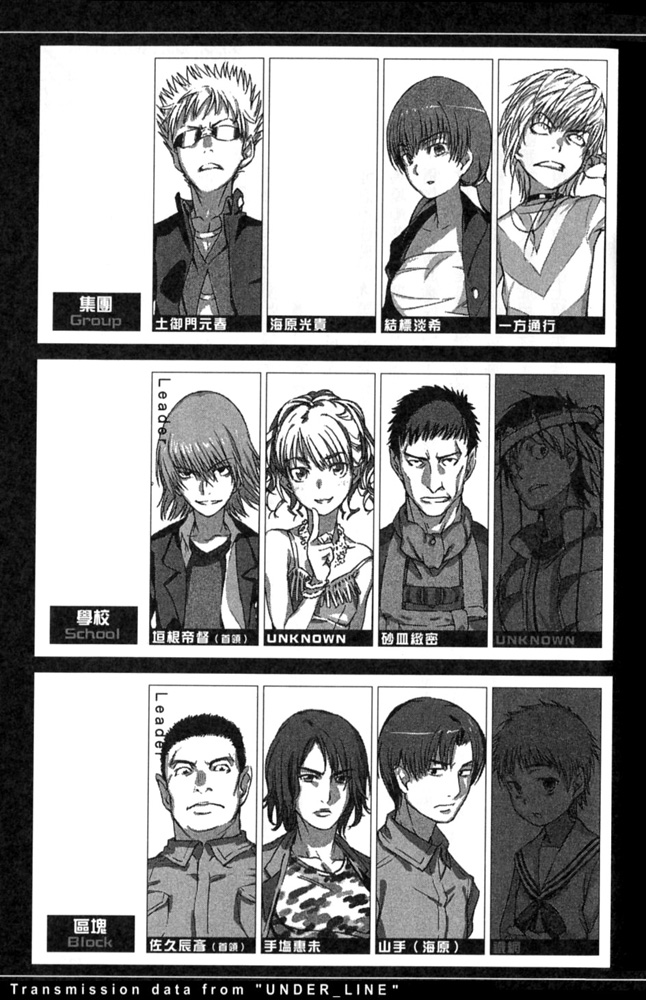 集團
Group
土御門元春
海原光貴
結標淡希
一方通行
Leader
學校
School
垣根帝督（首領）
UNKNOWN
砂皿緻密
UNKNOWN
Leader
區塊
Block
佐久辰彥（首領）
手塩惠未
山手（海原）
Transmission data from "UNDER_LINE"